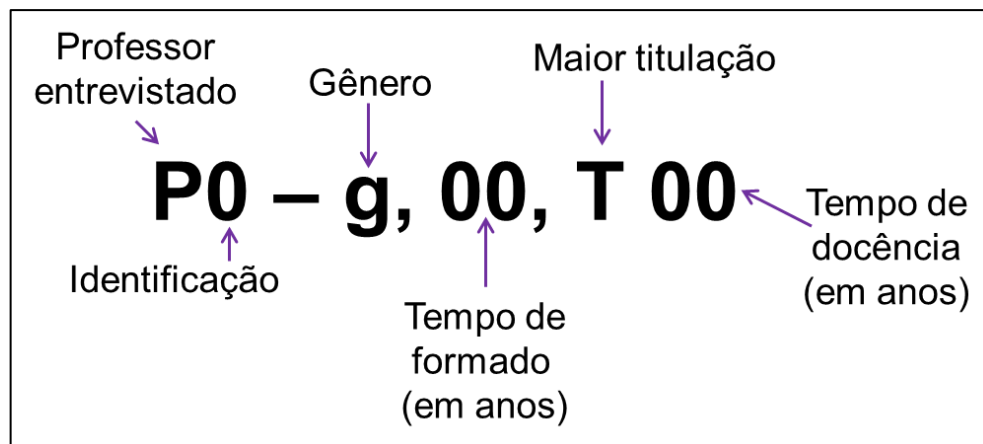 Professor
entrevistado
Gênero
Maior titulação
P0 – g, 00, T 00
Identificação
Tempo de
formado
(em anos)
Tempo de
docência
(em anos)